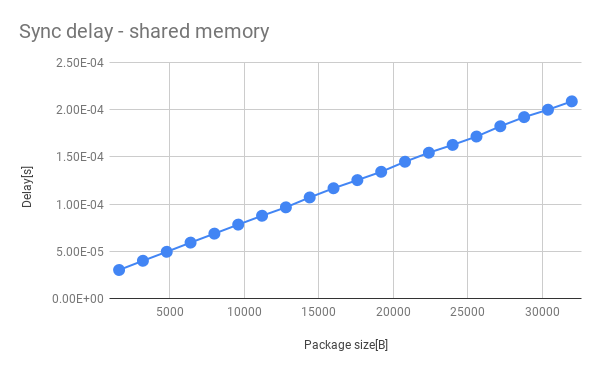 Sync delay - shared memory
2.50E-04
2.00E-04
1.50E-04
1.00E-04
5.00E-05
0.00E+00
Delay[s]
5000 10000 15000 20000 25000 30000
Package size[B]